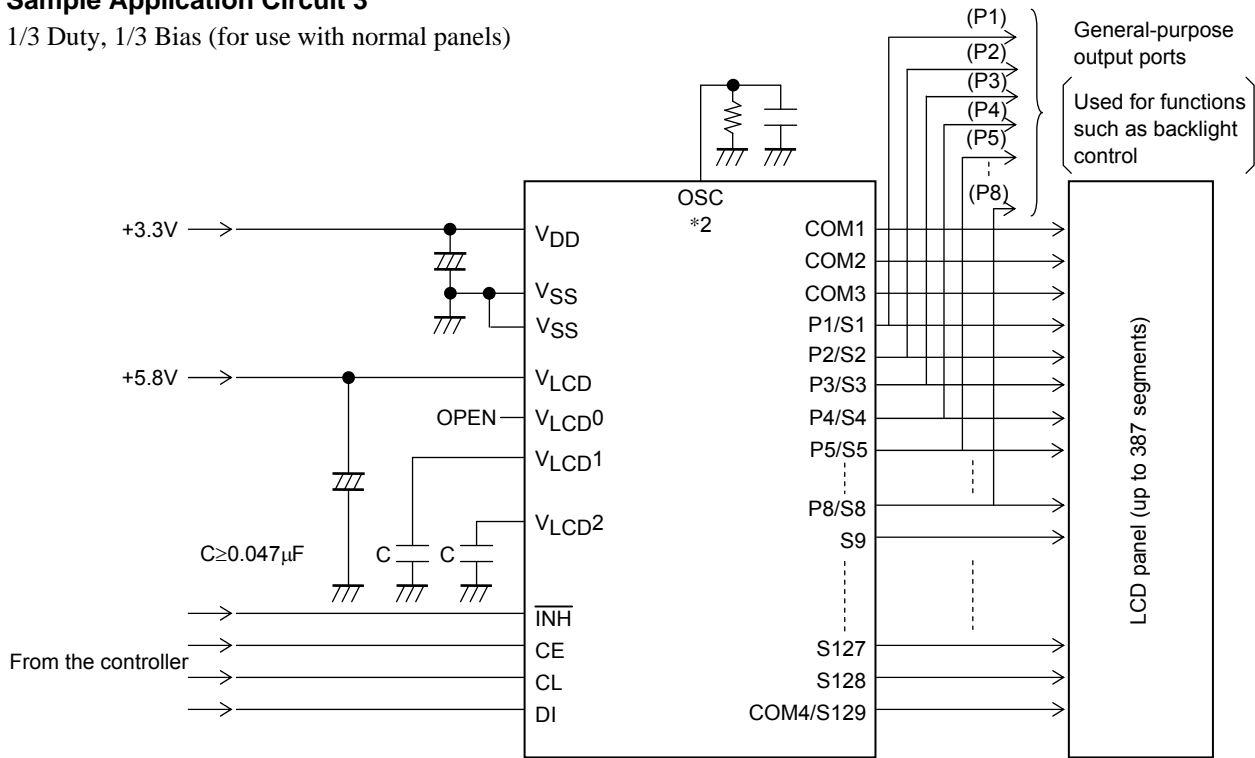 Sample Application Circuit 3
1/3 Duty, 1/3 Bias (for use with normal panels)
(P1)
(P2)
(P3)
(P4)
(P5)
(P8)
General-purpose
output ports
Used for functions
such as backlight
control
OSC
*2
+3.3V
VDD
VSS
VSS
+5.8V
VLCD
OPEN
VLCD0
VLCD1
VLCD2
C≥0.047μF
C
C
From the controller
INH
CE
CL
DI
COM1
COM2
COM3
P1/S1
P2/S2
P3/S3
P4/S4
P5/S5
P8/S8
S9
S127
S128
COM4/S129
LCD panel (up to 387 segments)